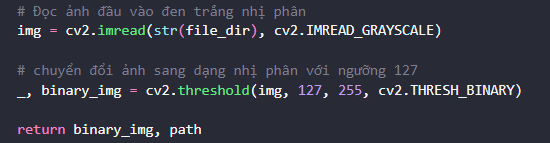 # Đọc ảnh đầu vào đen trắng nhị phân
img = cv2.imread(str(file_dir), cv2.IMREAD_GRAYSCALE)
# chuyển đổi ảnh sang dạng nhị phân với ngưỡng 127
_, binary_img = cv2.threshold(img, 127, 255, cv2.THRESH_BINARY)
return binary_img, path